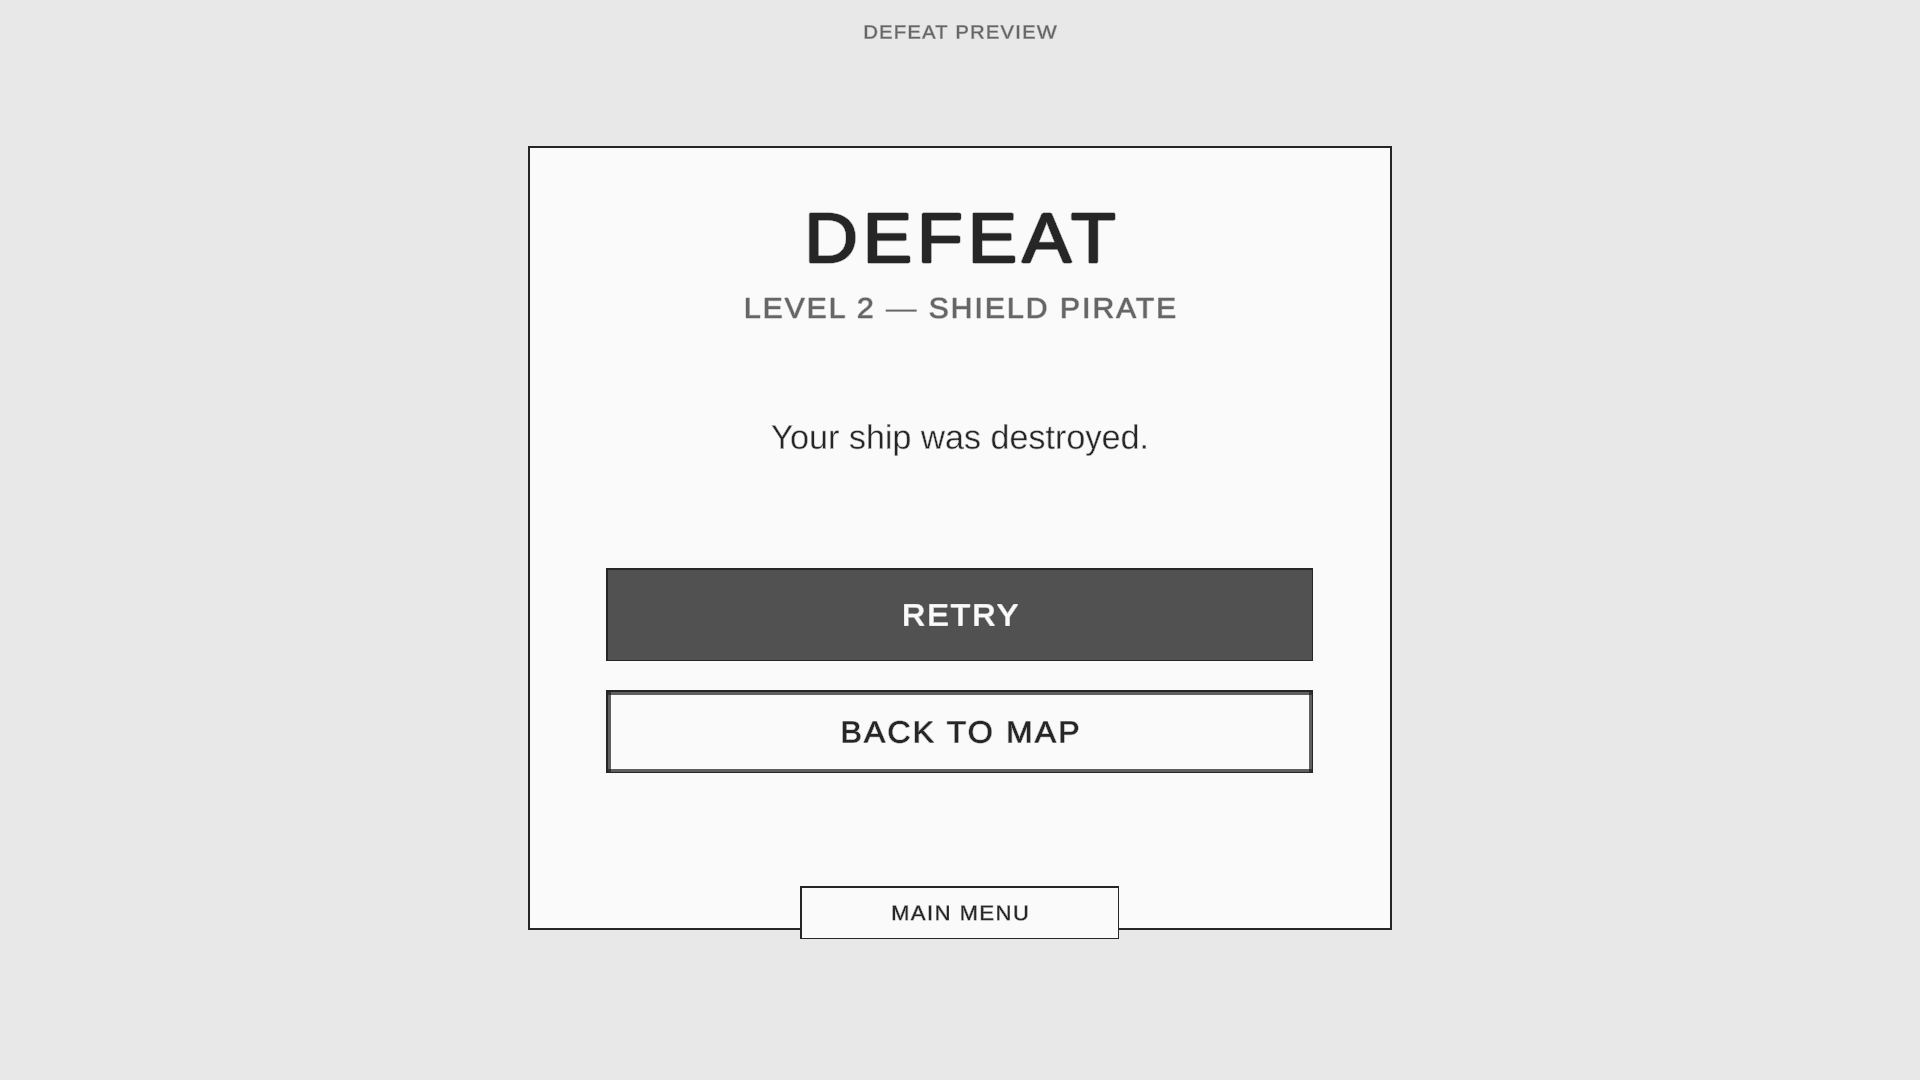 DEFEAT PREVIEW
DEFEAT
LEVEL 2 — SHIELD PIRATE
Your ship was destroyed.
RETRY
BACK TO MAP
MAIN MENU